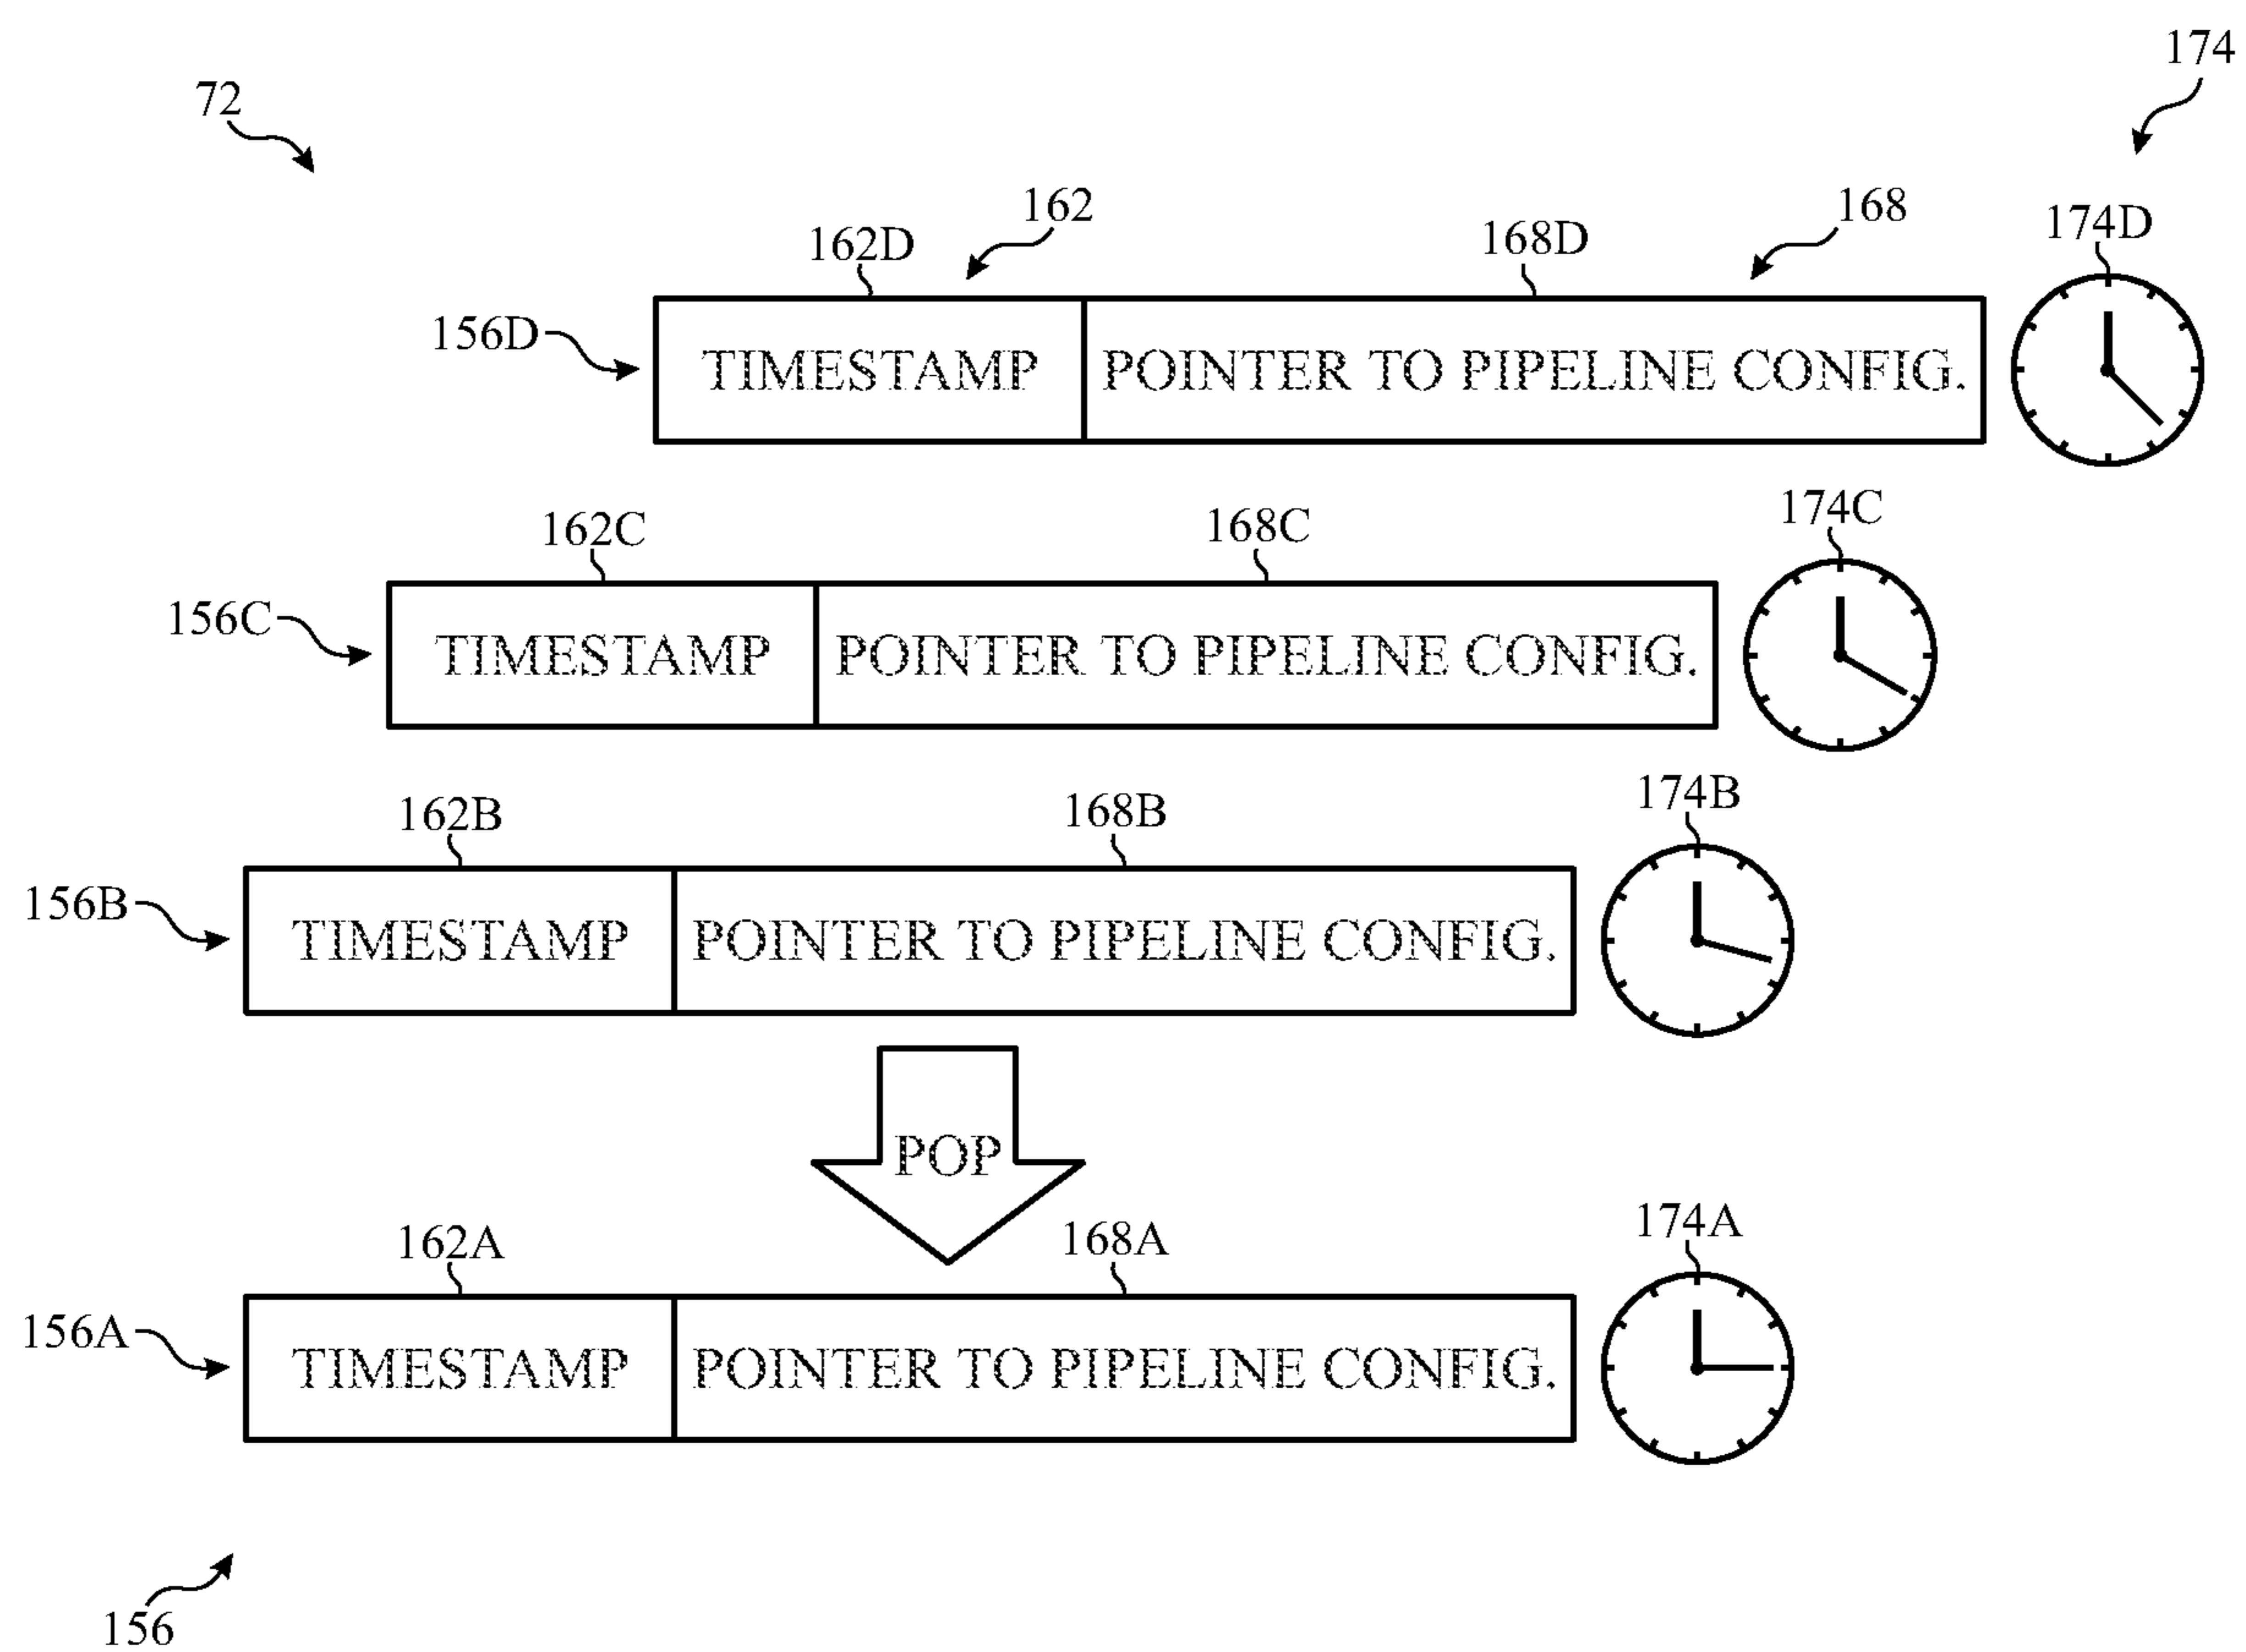 174
72
162
168
162D
168D
174D
156D
TIMESTAMP
POINTER TO PIPELINE CONFIG.
174C
162C
168C
156C
TIMESTAMP
POINTER TO PIPELINE CONFIG.
174B
162B
168B
156B
TIMESTAMP
POINTER TO PIPELINE CONFIG.
POP
174A
162A
168A
156A
TIMESTAMP
POINTER TO PIPELINE CONFIG.
156